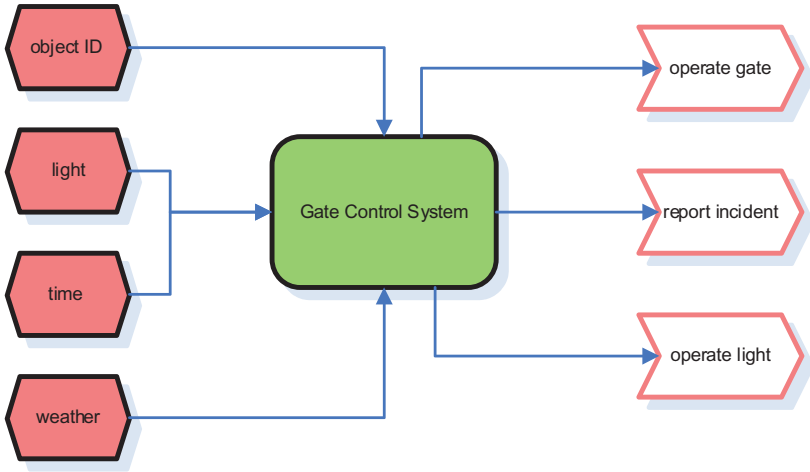 object ID
operate gate
light
Gate Control System
report incident
time
operate light
weather